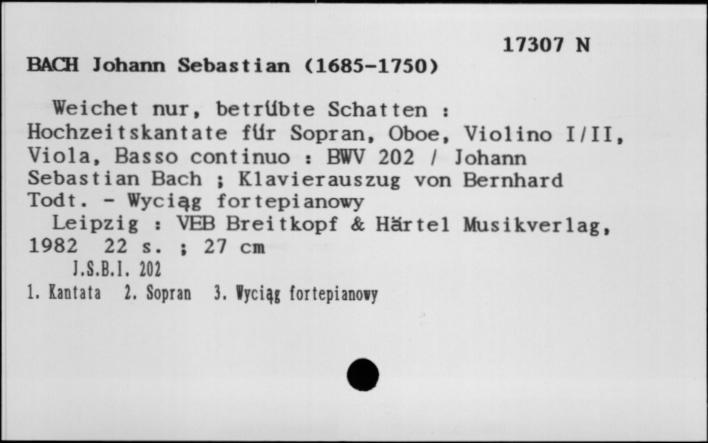 17307 N
BACH Johann Sebastian (1685-1750)
Weichet nur, betrübte Schatten :
Hochzeitskantate für Sopran, Oboe, Violino I/II,
Viola, Basso continuo : BWV 202 / Johann
Sebastian Bach ; Klavierauszug von Bernhard
Todt. - Wyciąg fortepianowy
Leipzig : VEB Breitkopf & Härtel Musikverlag,
1982 22 s. ; 27 cm
J.S.B.I. 202
1. Kantata 2. Sopran 3. Wyciąg fortepianowy